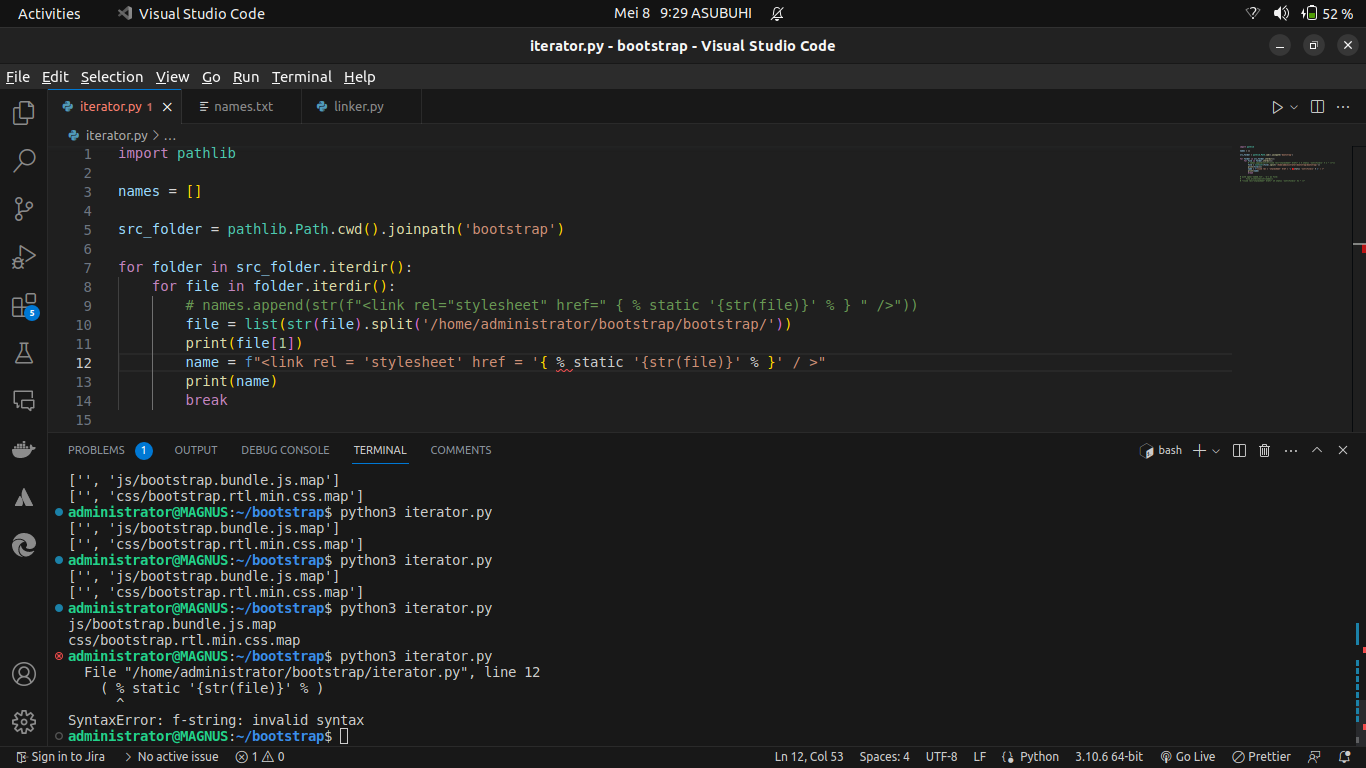 Activities Visual Studio Code Mei 8 9:29 ASUBUHI 52 %
iterator.py - bootstrap - Visual Studio Code
File Edit Selection View Go Run Terminal Help
iterator.py 1 names.txt linker.py
iterator.py > ...
1 import pathlib
2
3 names = []
4
5 src_folder = pathlib.Path.cwd().joinpath('bootstrap')
6
7 for folder in src_folder.iterdir():
8 for file in folder.iterdir():
9 # names.append(str(f"<link rel="stylesheet" href=" { % static '{str(file)}' % } " />"))
10 file = list(str(file).split('/home/administrator/bootstrap/bootstrap/'))
11 print(file[1])
12 name = f"<link rel = 'stylesheet' href = '{ % static '{str(file)}' % }' / >"
13 print(name)
14 break
15
5
PROBLEMS 1 OUTPUT DEBUG CONSOLE TERMINAL COMMENTS bash
['', 'js/bootstrap.bundle.js.map']
['', 'css/bootstrap.rtl.min.css.map']
administrator@MAGNUS:~/bootstrap$ python3 iterator.py
['', 'js/bootstrap.bundle.js.map']
['', 'css/bootstrap.rtl.min.css.map']
administrator@MAGNUS:~/bootstrap$ python3 iterator.py
['', 'js/bootstrap.bundle.js.map']
['', 'css/bootstrap.rtl.min.css.map']
administrator@MAGNUS:~/bootstrap$ python3 iterator.py
js/bootstrap.bundle.js.map
css/bootstrap.rtl.min.css.map
administrator@MAGNUS:~/bootstrap$ python3 iterator.py
File "/home/administrator/bootstrap/iterator.py", line 12
( % static '{str(file)}' % )
^
SyntaxError: f-string: invalid syntax
administrator@MAGNUS:~/bootstrap$
Sign in to Jira No active issue 1 0 Ln 12, Col 53 Spaces: 4 UTF-8 LF Python 3.10.6 64-bit Go Live Prettier